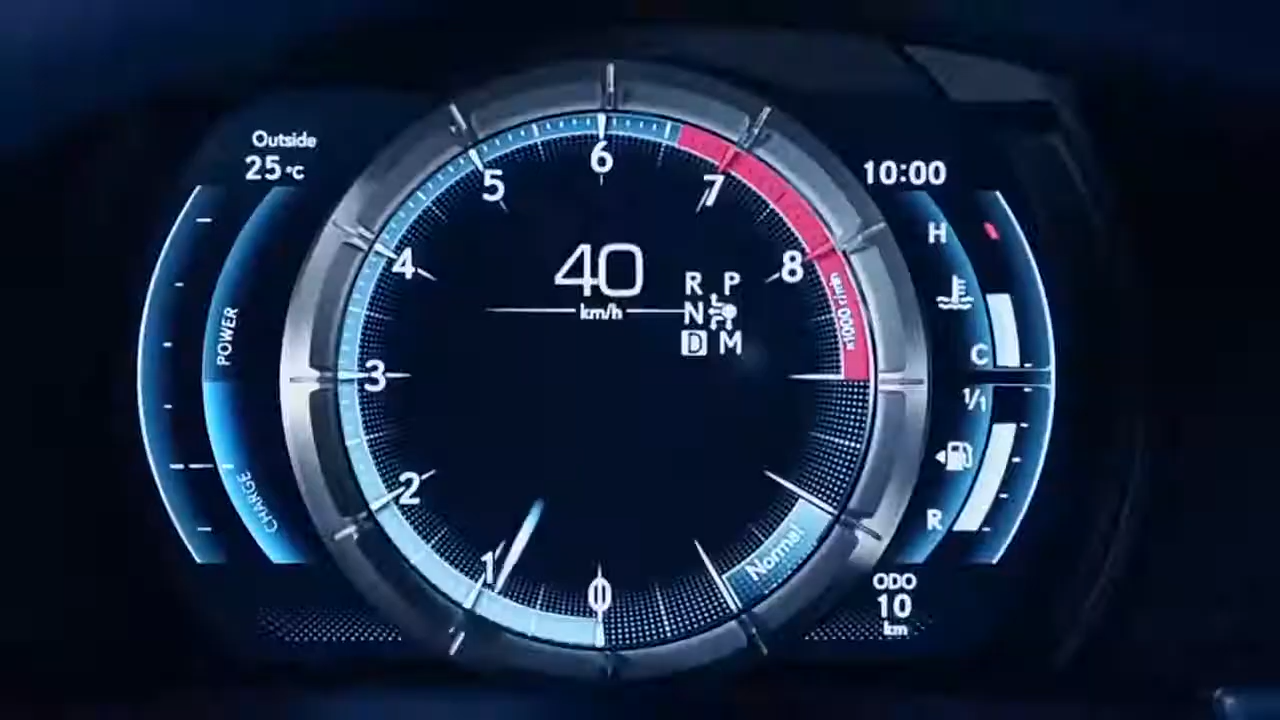 Outside
25°C
10:00
6
5
7
4
8
3
2
1
0
40
km/h
R P
N
D M
x1000 r/min
Normal
POWER
CHARGE
H
C
1/1
R
ODO
10
km